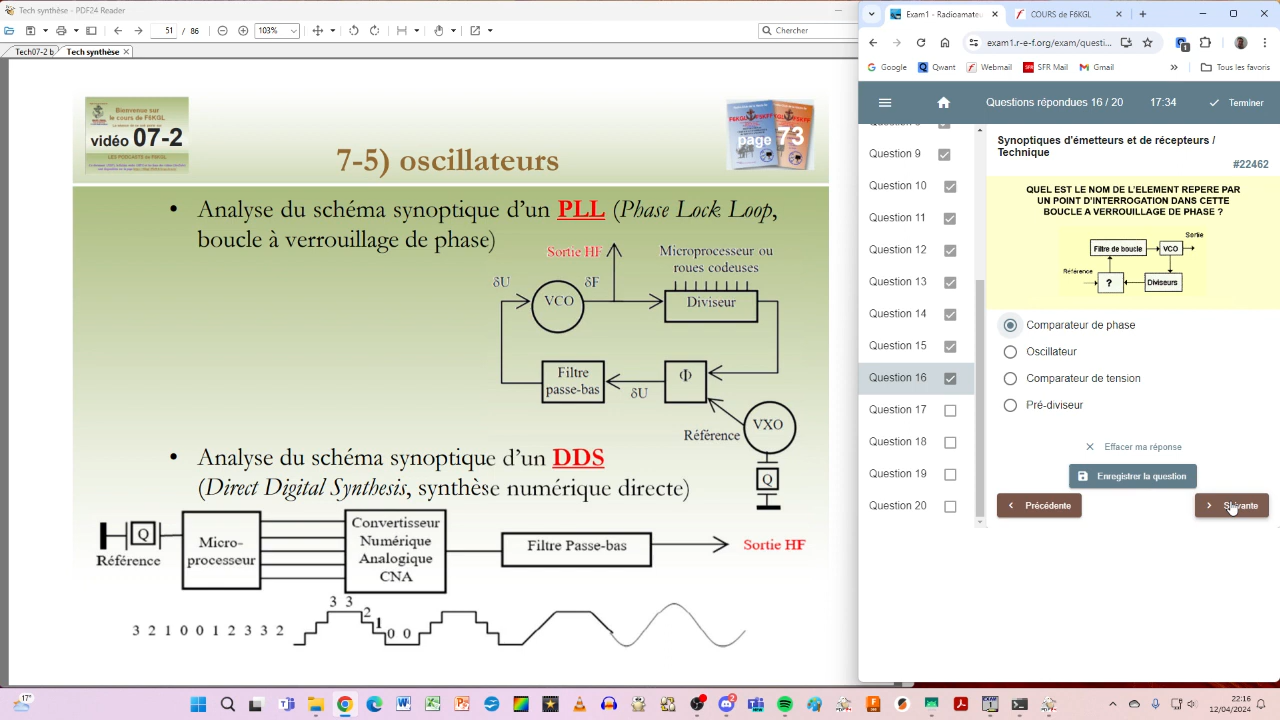 Tech synthèse - PDF24 Reader
51 / 86
103%
Chercher
Tech07-2 b
Tech synthèse
Bienvenue sur
le cours de F6KGL
vidéo 07-2
LES PODCASTS DE F6KGL
page 73
7-5) oscillateurs
• Analyse du schéma synoptique d'un PLL (Phase Lock Loop,
boucle à verrouillage de phase)
Sortie HF
Microprocesseur ou
roues codeuses
δU
δF
VCO
Diviseur
Filtre
passe-bas
δU
Φ
Référence
VXO
Q
• Analyse du schéma synoptique d'un DDS
(Direct Digital Synthesis, synthèse numérique directe)
Q
Référence
Micro-
processeur
Convertisseur
Numérique
Analogique
CNA
Filtre Passe-bas
Sortie HF
3 2 1 0 0 1 2 3 3 2
3 3
2
1
0 0
Exam1 - Radioamate
COURS de F6KGL
exam1.r-e-f.org/exam/questi...
1
Google
Qwant
Webmail
SFR Mail
Gmail
Tous les favoris
Questions répondues 16 / 20
17:34
Terminer
Question 9
Question 10
Question 11
Question 12
Question 13
Question 14
Question 15
Question 16
Question 17
Question 18
Question 19
Question 20
Synoptiques d'émetteurs et de récepteurs /
Technique
#22462
QUEL EST LE NOM DE L'ELEMENT REPERE PAR
UN POINT D'INTERROGATION DANS CETTE
BOUCLE A VERROUILLAGE DE PHASE ?
Sortie
Filtre de boucle
VCO
Référence
?
Diviseurs
Comparateur de phase
Oscillateur
Comparateur de tension
Pré-diviseur
Effacer ma réponse
Enregistrer la question
Précédente
Suivante
17°
22:16
12/04/2024